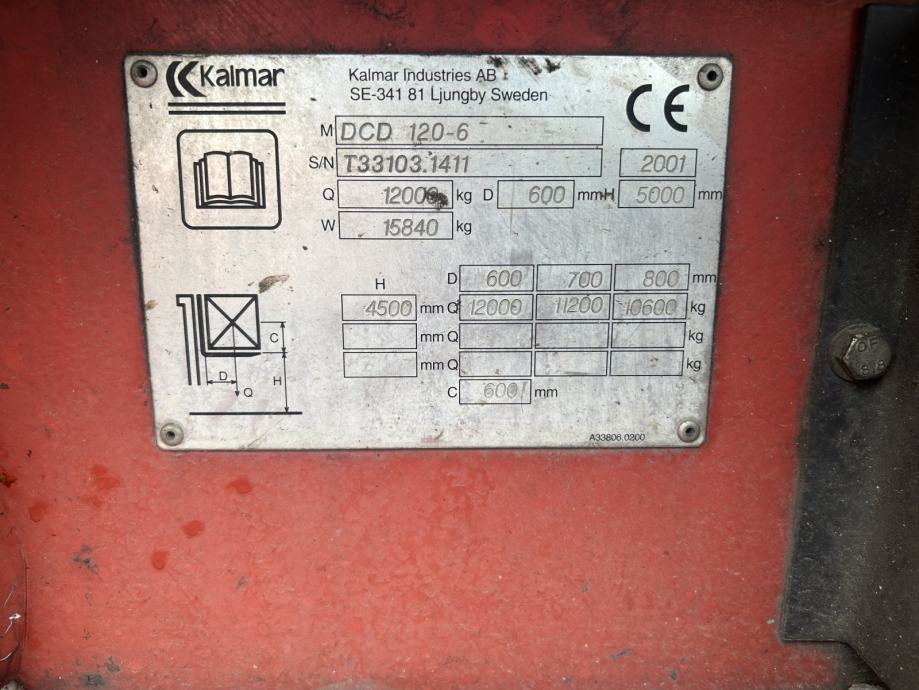 Kalmar
Kalmar Industries AB
SE-341 81 Ljungby Sweden
CE
M DCD 120-6
S/N T33103.1411 2001
Q 12000 kg D 600 mm H 5000 mm
W 15840 kg
H D 600 700 800 mm
4500 mm Q 12000 11200 10600 kg
mm Q kg
mm Q kg
C 600 mm
C
D H
Q
A33806.0200
8.8